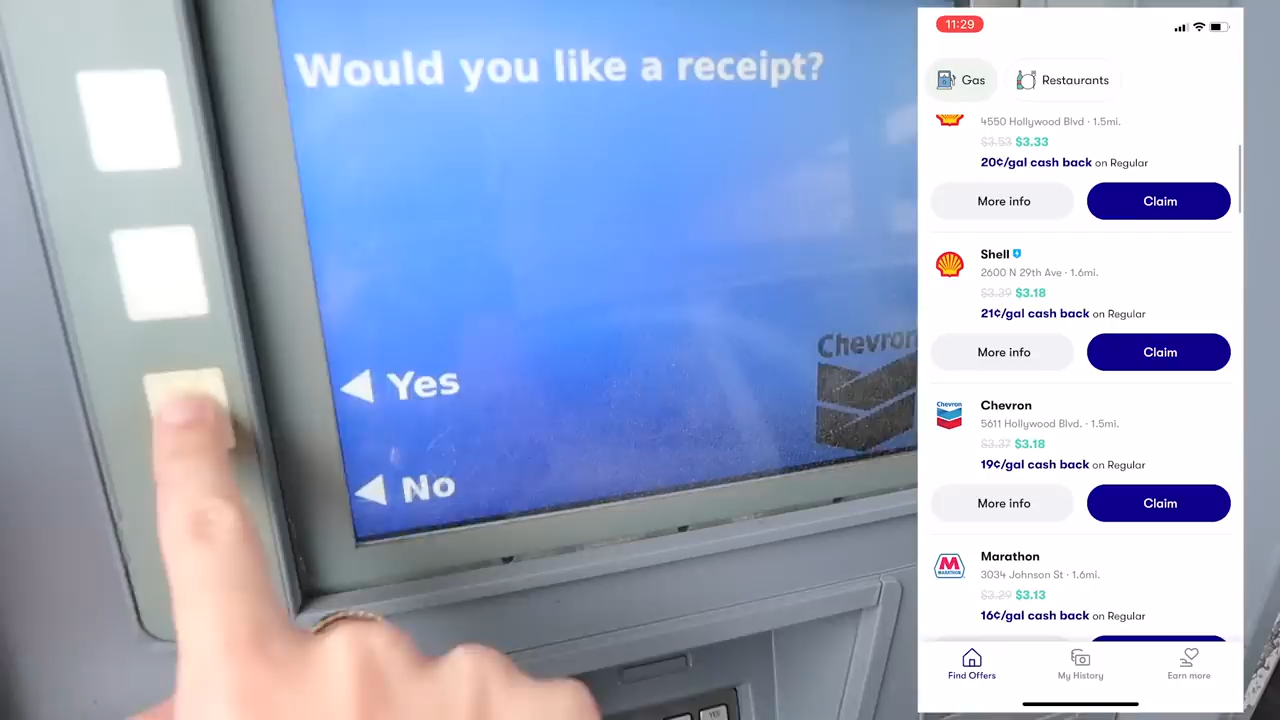 Would you like a receipt?
Yes
No
Chevron
11:29
Gas
Restaurants
4550 Hollywood Blvd · 1.5mi.
$3.53 $3.33
20¢/gal cash back on Regular
More info
Claim
Shell
2600 N 29th Ave · 1.6mi.
$3.39 $3.18
21¢/gal cash back on Regular
More info
Claim
Chevron
Chevron
5611 Hollywood Blvd. · 1.5mi.
$3.37 $3.18
19¢/gal cash back on Regular
More info
Claim
MARATHON
Marathon
3034 Johnson St · 1.6mi.
$3.29 $3.13
16¢/gal cash back on Regular
Find Offers
My History
Earn more
YES